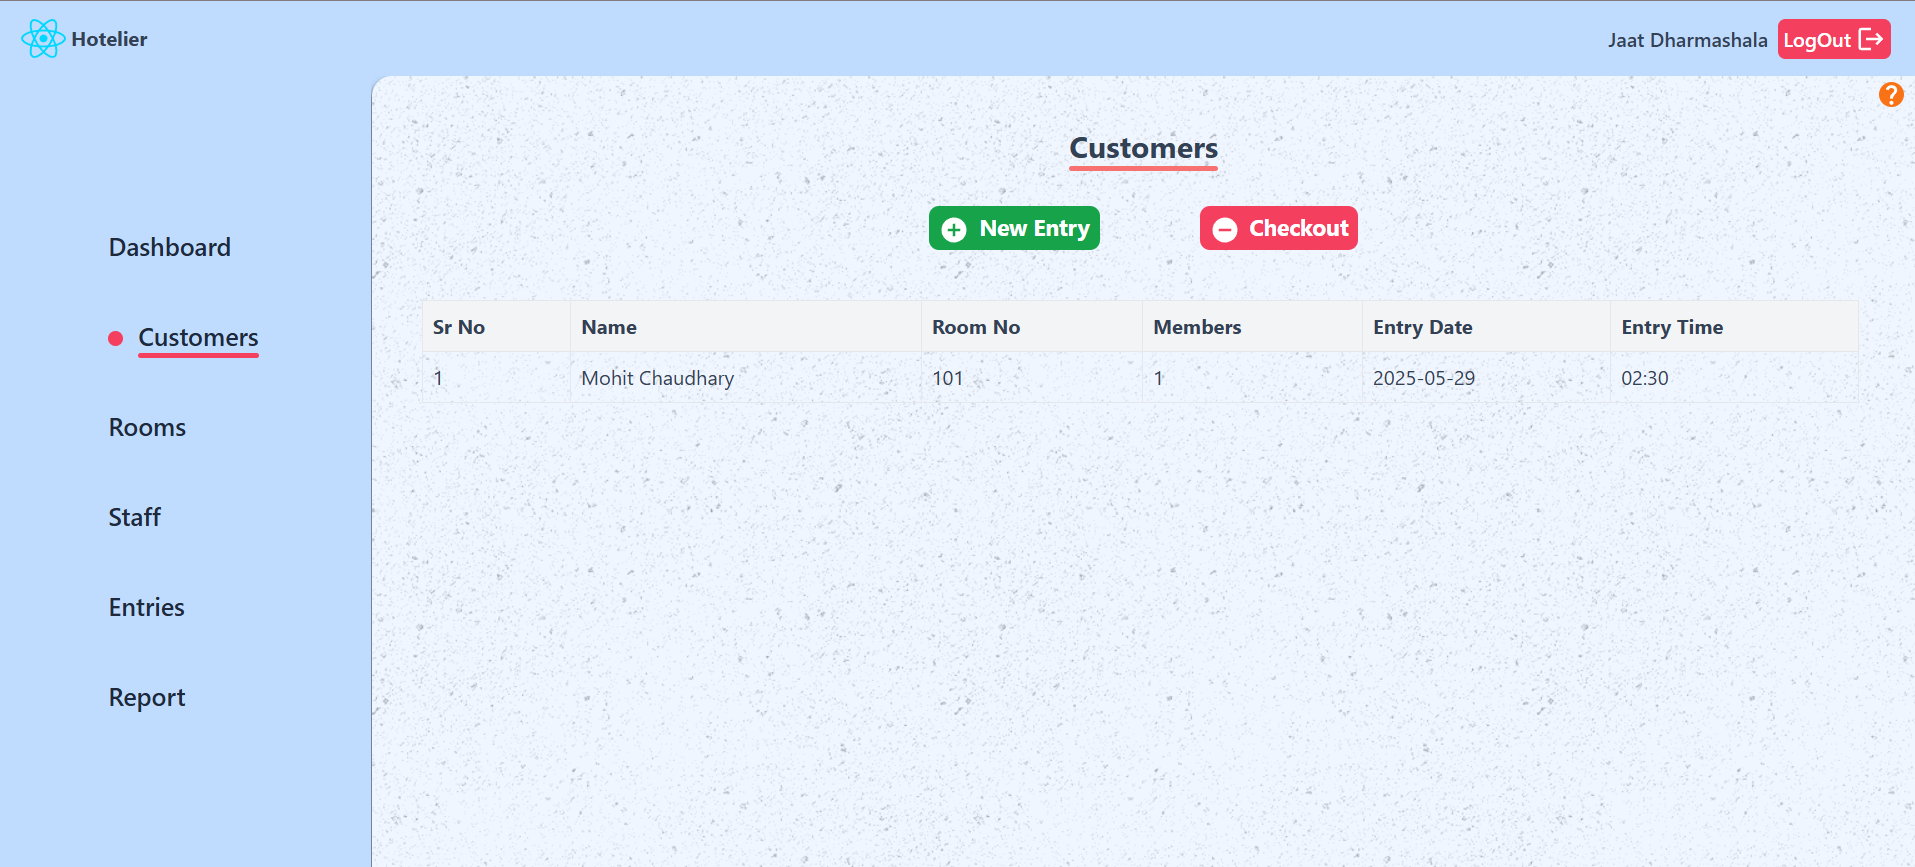 Hotelier
Jaat Dharmashala LogOut
?
Dashboard
Customers
Rooms
Staff
Entries
Report
Customers
New Entry Checkout
Sr No Name Room No Members Entry Date Entry Time
1 Mohit Chaudhary 101 1 2025-05-29 02:30